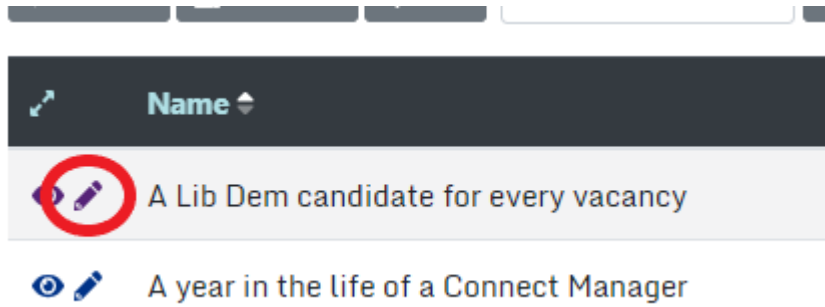 Name
A Lib Dem candidate for every vacancy
A year in the life of a Connect Manager